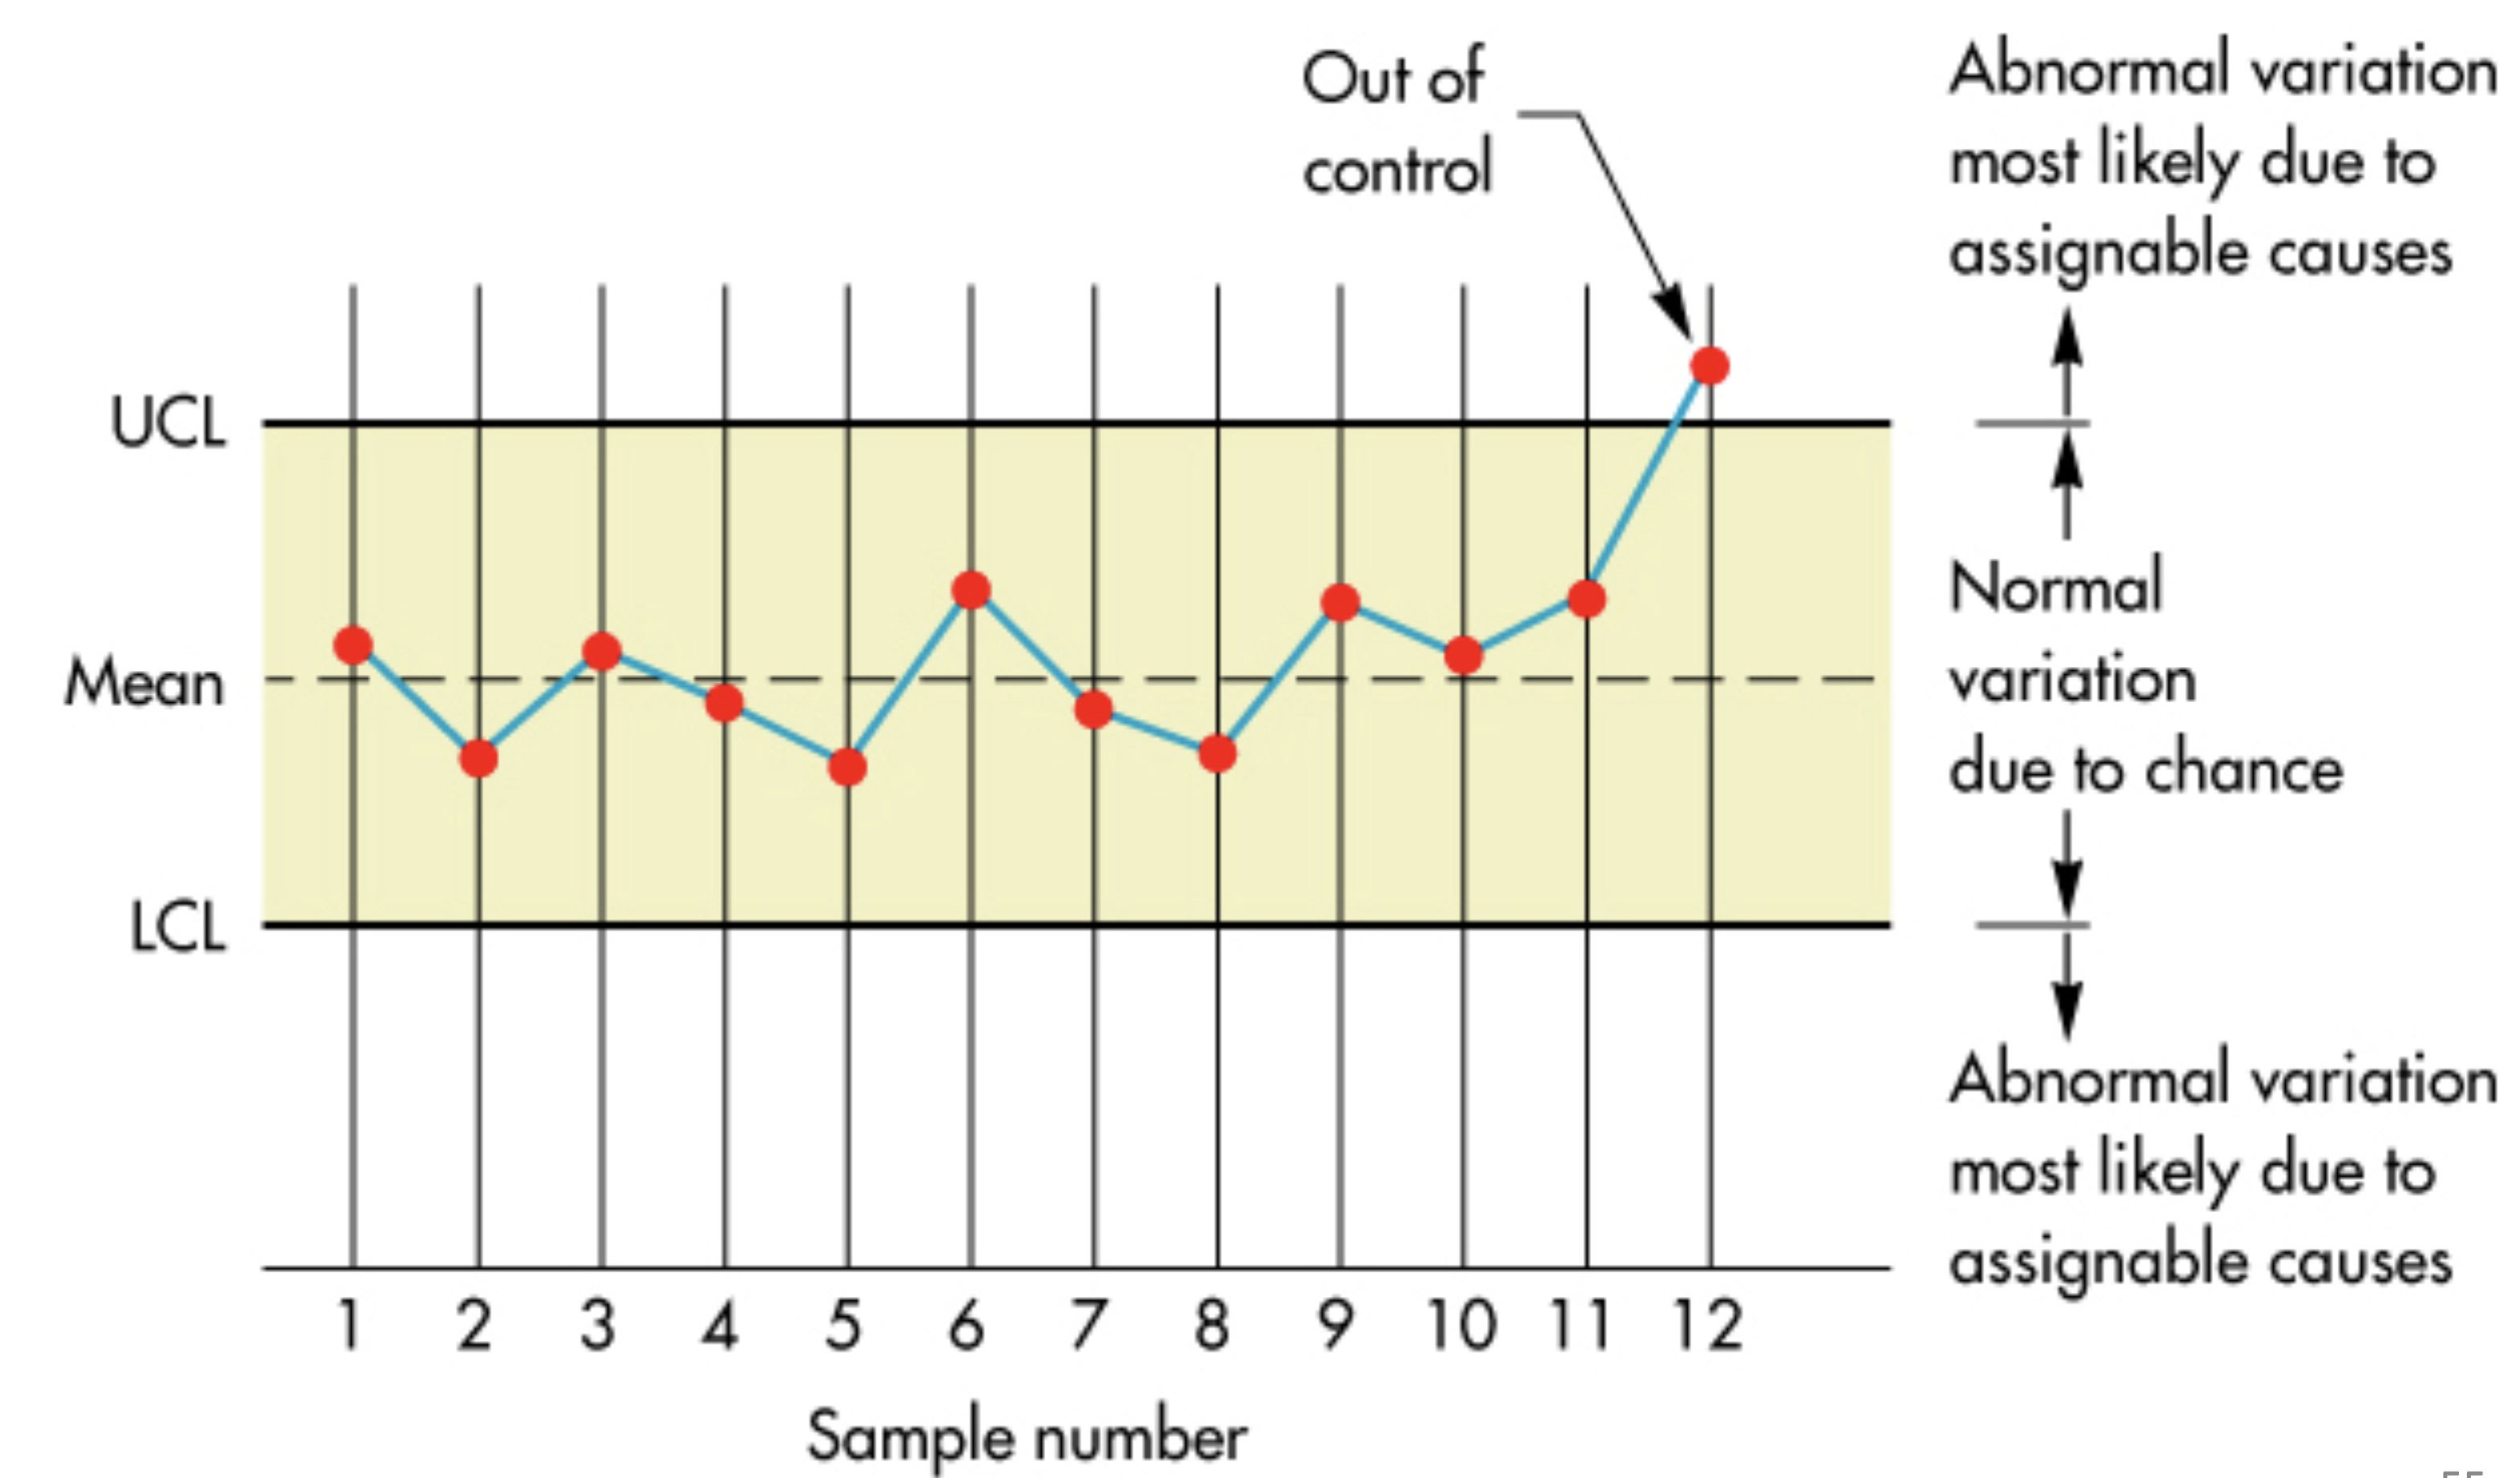 Out of
control
Abnormal variation
most likely due to
assignable causes
UCL
Normal
variation
due to chance
Mean
LCL
Abnormal variation
most likely due to
assignable causes
1 2 3 4 5 6 7 8 9 10 11 12
Sample number